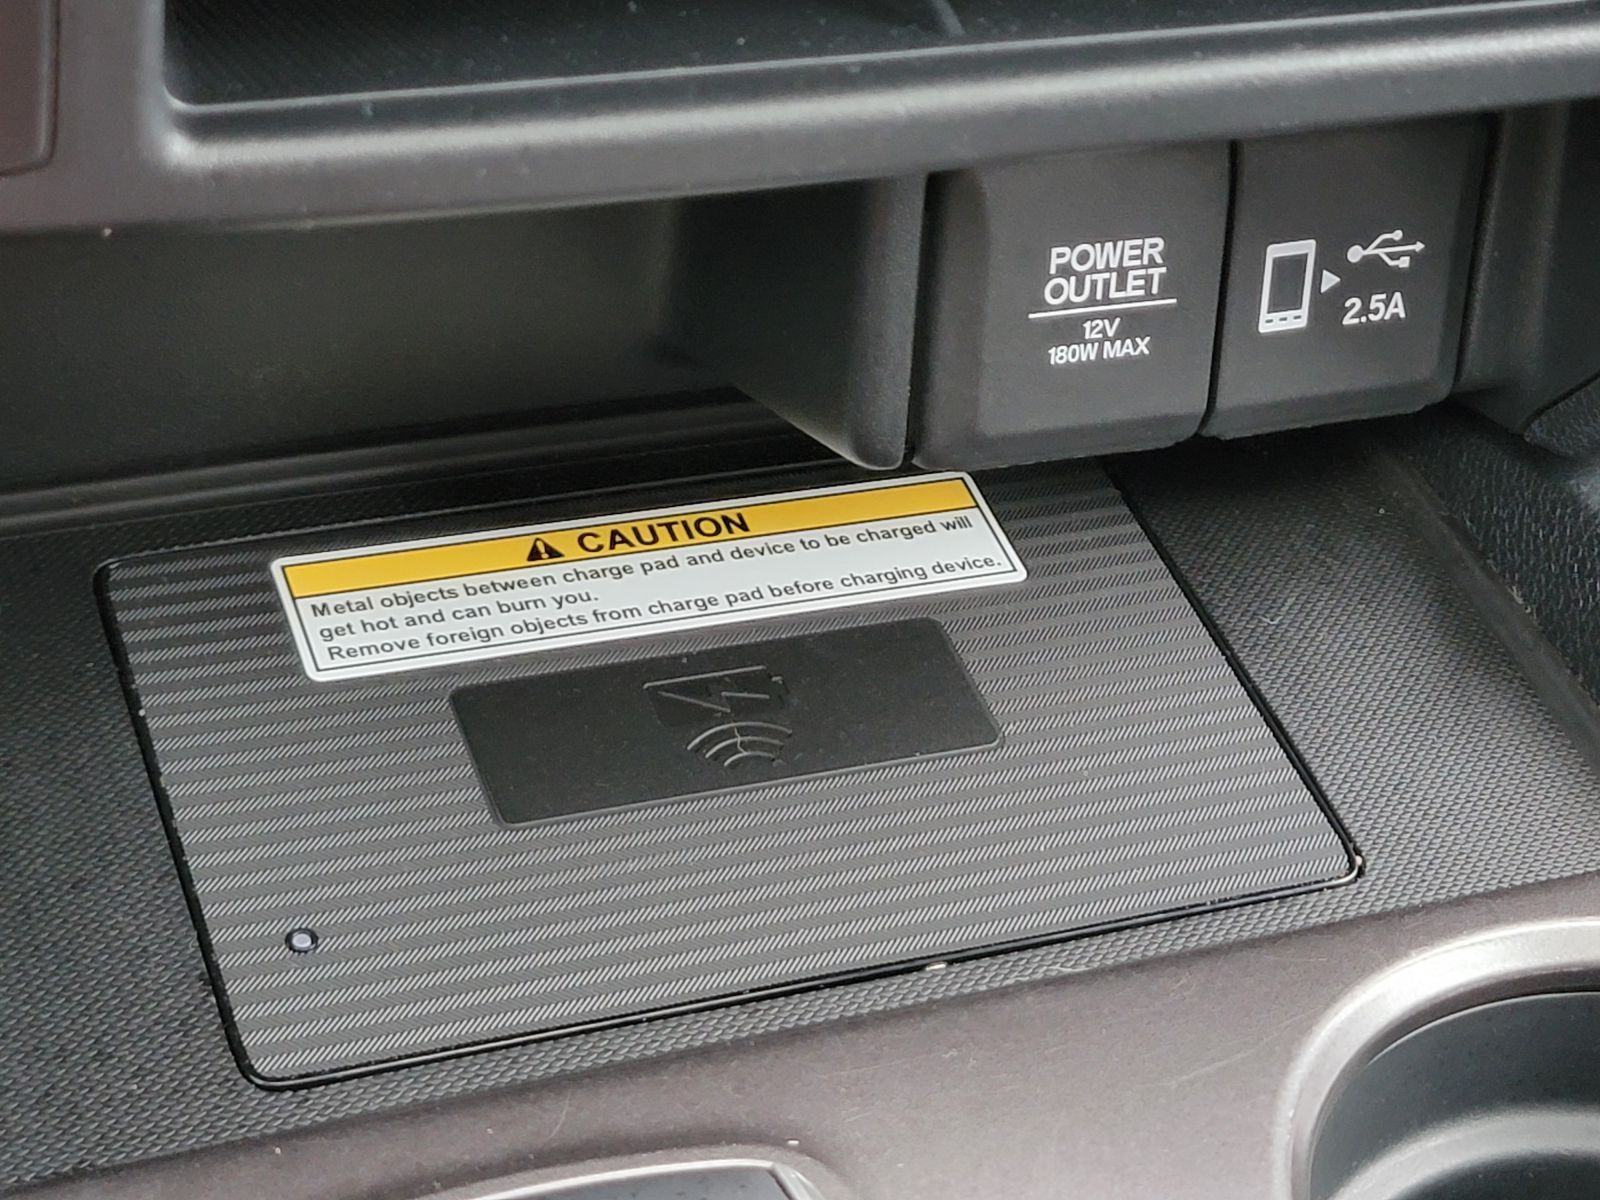 POWER
OUTLET
12V
180W MAX
2.5A
CAUTION
Metal objects between charge pad and device to be charged will
get hot and can burn you.
Remove foreign objects from charge pad before charging device.